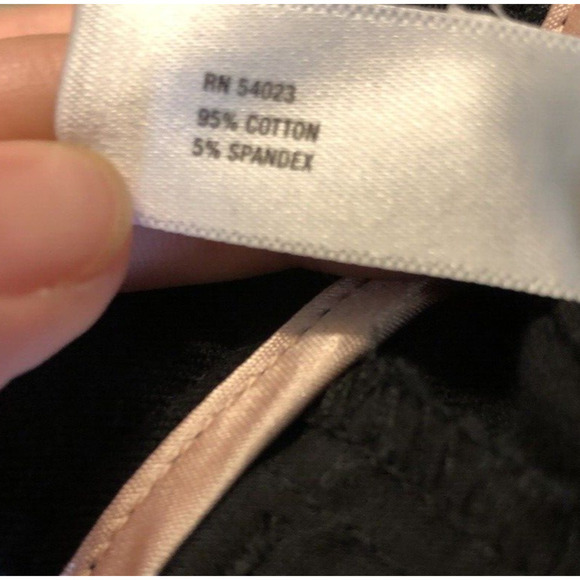 RN 54023
95% COTTON
5% SPANDEX